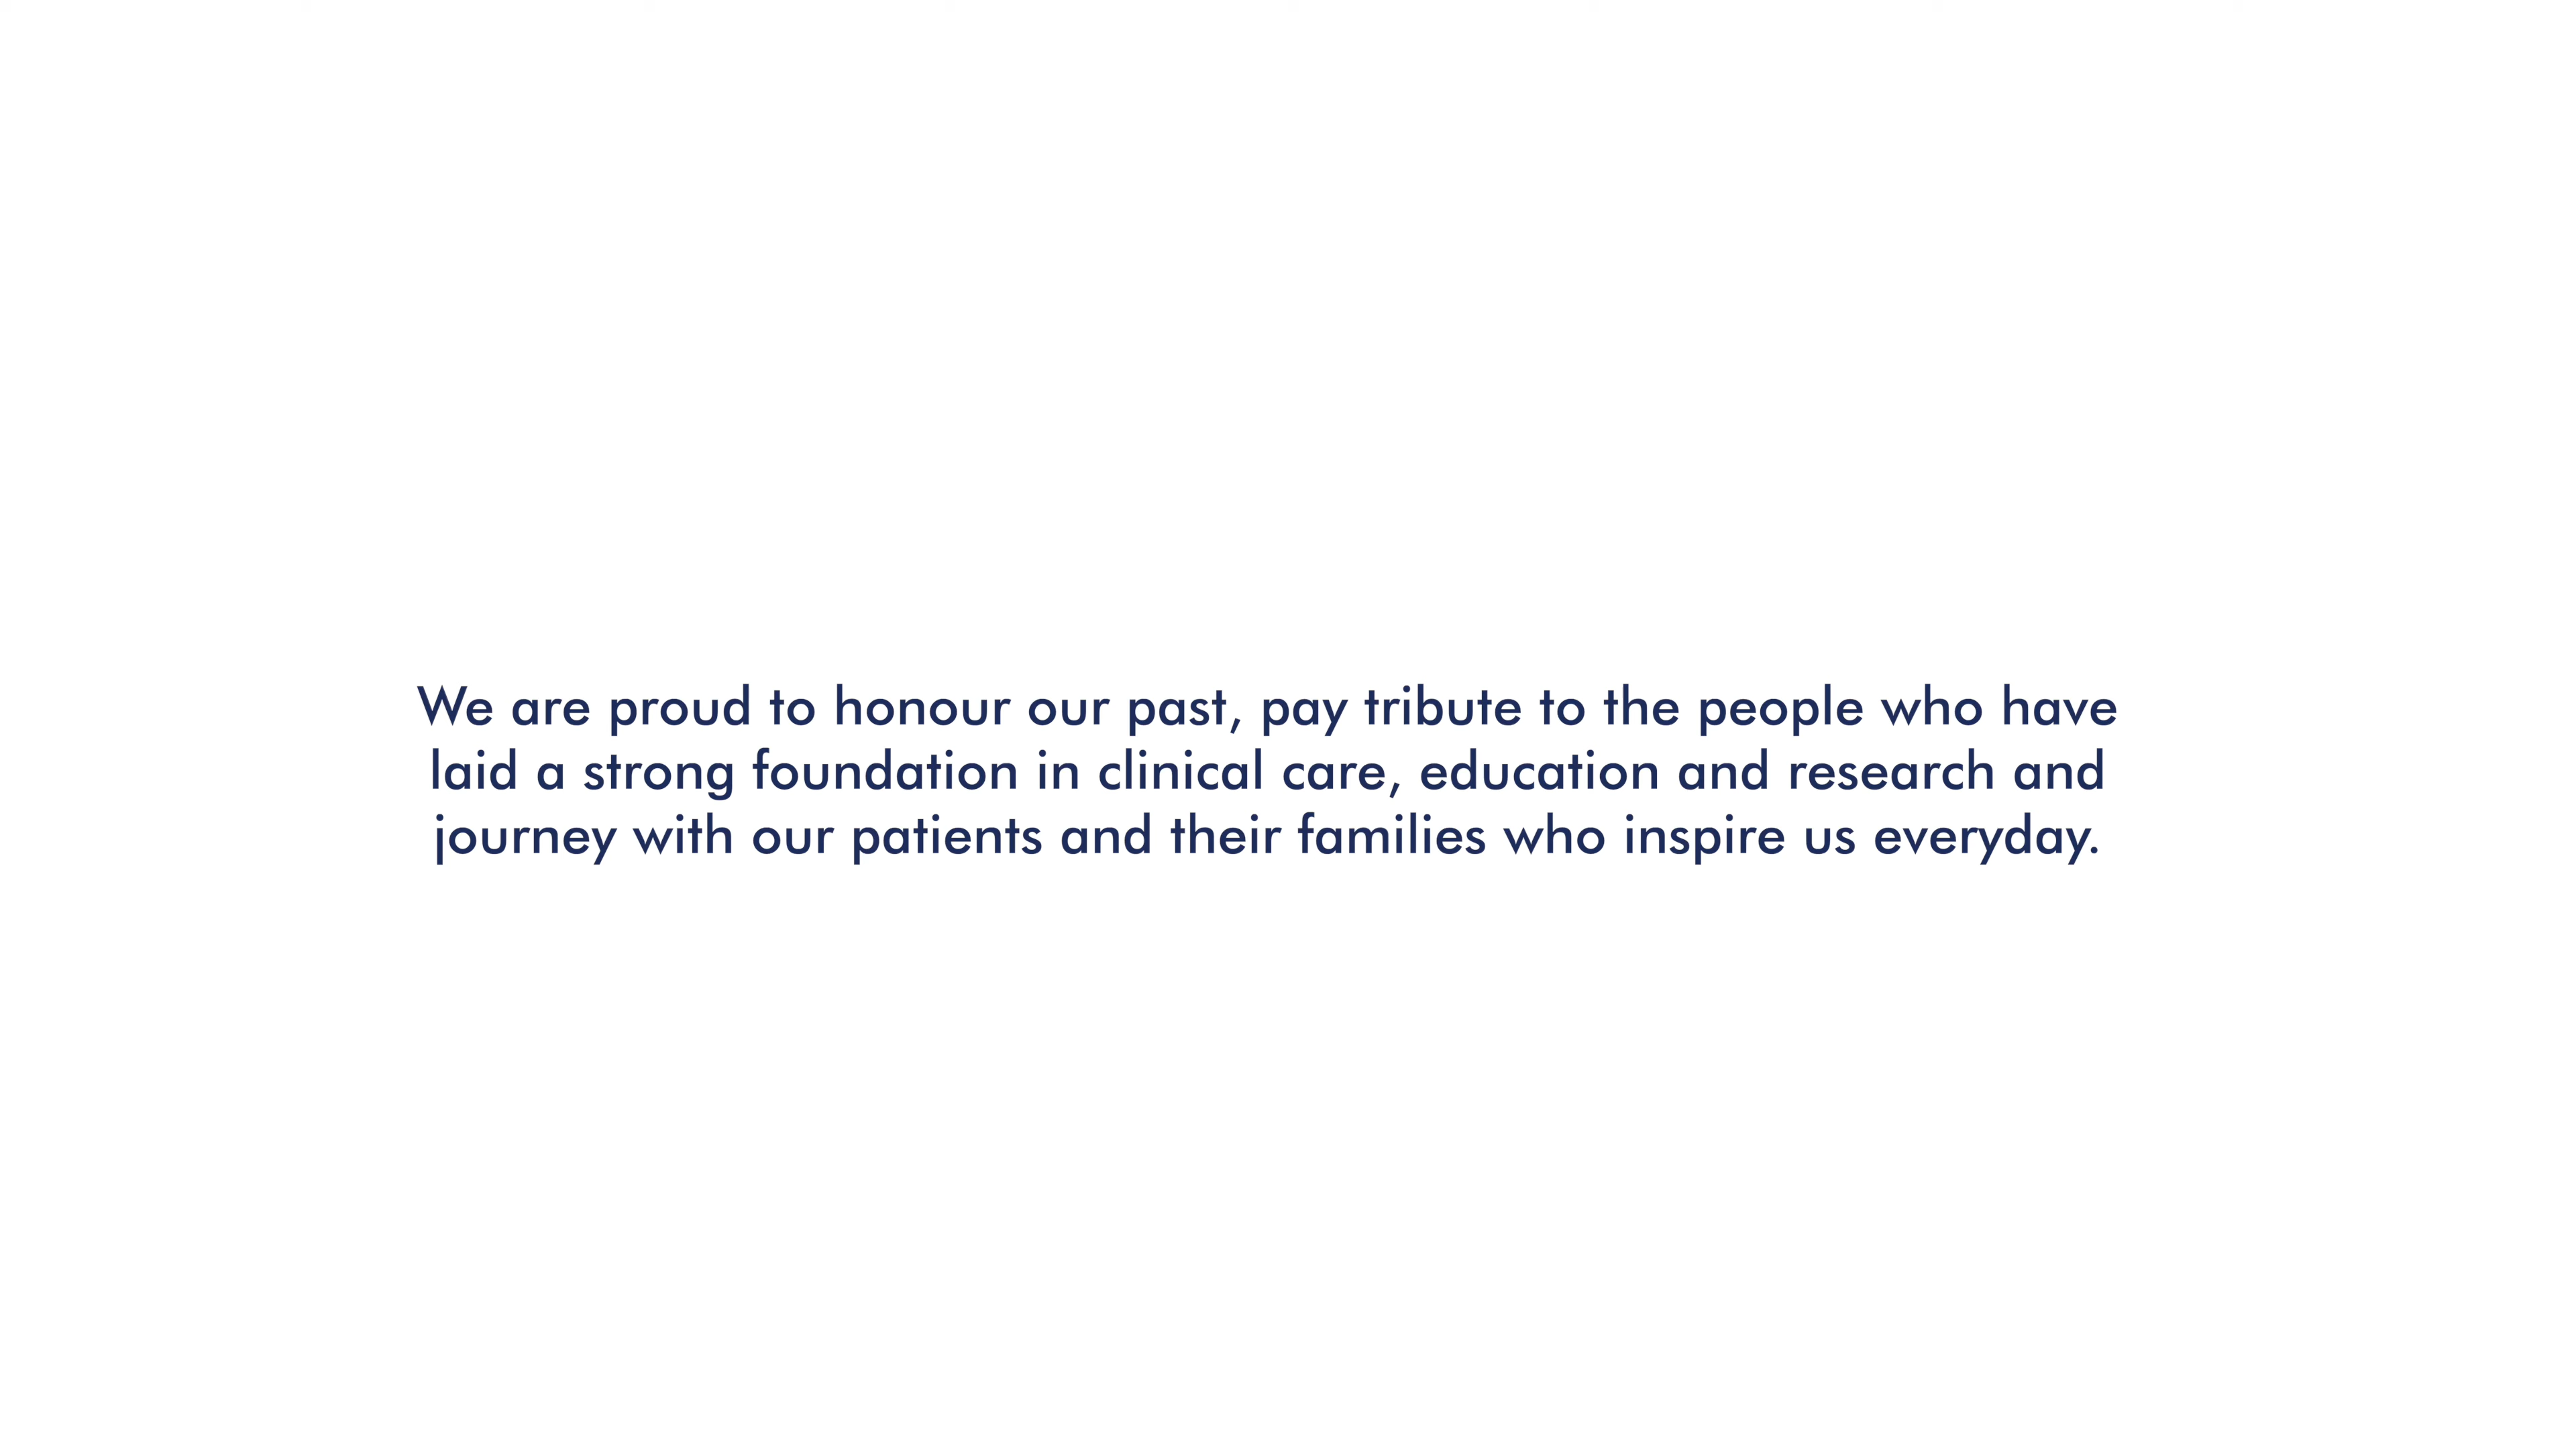 We are proud to honour our past, pay tribute to the people who have
laid a strong foundation in clinical care, education and research and
journey with our patients and their families who inspire us everyday.